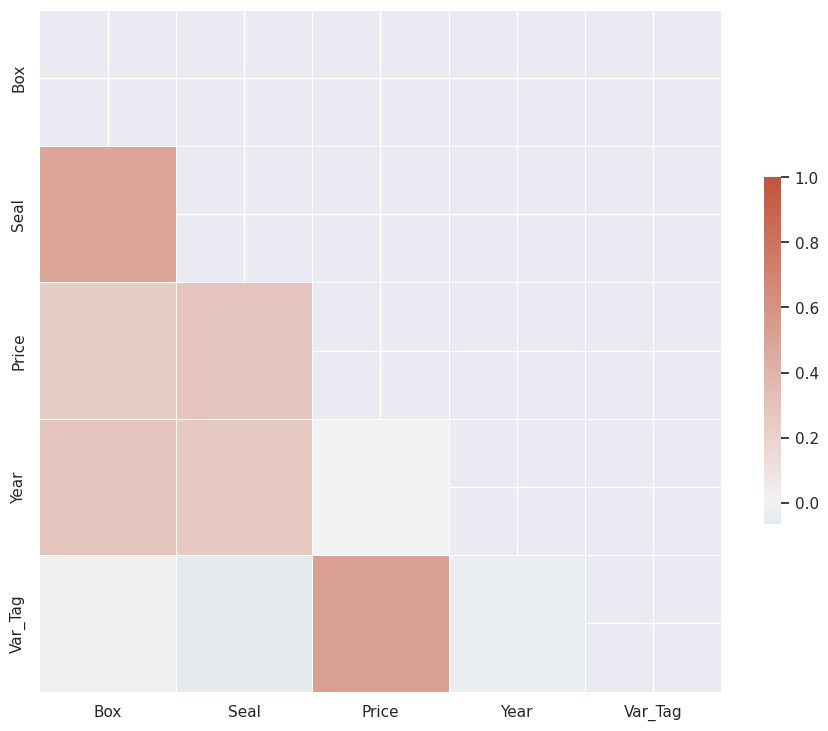 Box
Seal
Price
Year
Var_Tag
Box
Seal
Price
Year
Var_Tag
1.0
0.8
0.6
0.4
0.2
0.0